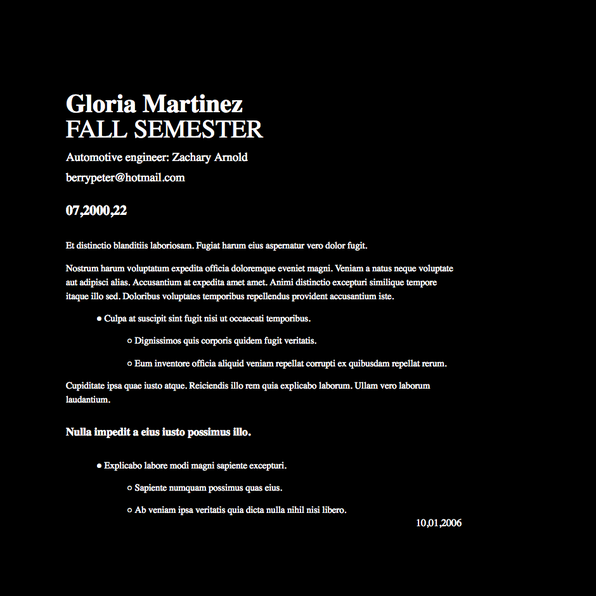 Gloria Martinez
FALL SEMESTER
Automotive engineer: Zachary Arnold
berrypeter@hotmail.com
07,2000,22
Et distinctio blanditiis laboriosam. Fugiat harum eius aspernatur vero dolor fugit.
Nostrum harum voluptatum expedita officia doloremque eveniet magni. Veniam a natus neque voluptate
aut adipisci alias. Accusantium at expedita amet amet. Animi distinctio excepturi similique tempore
itaque illo sed. Doloribus voluptates temporibus repellendus provident accusantium iste.
● Culpa at suscipit sint fugit nisi ut occaecati temporibus.
○ Dignissimos quis corporis quidem fugit veritatis.
○ Eum inventore officia aliquid veniam repellat corrupti ex quibusdam repellat rerum.
Cupiditate ipsa quae iusto atque. Reiciendis illo rem quia explicabo laborum. Ullam vero laborum
laudantium.
Nulla impedit a eius iusto possimus illo.
● Explicabo labore modi magni sapiente excepturi.
○ Sapiente numquam possimus quas eius.
○ Ab veniam ipsa veritatis quia dicta nulla nihil nisi libero.
10,01,2006